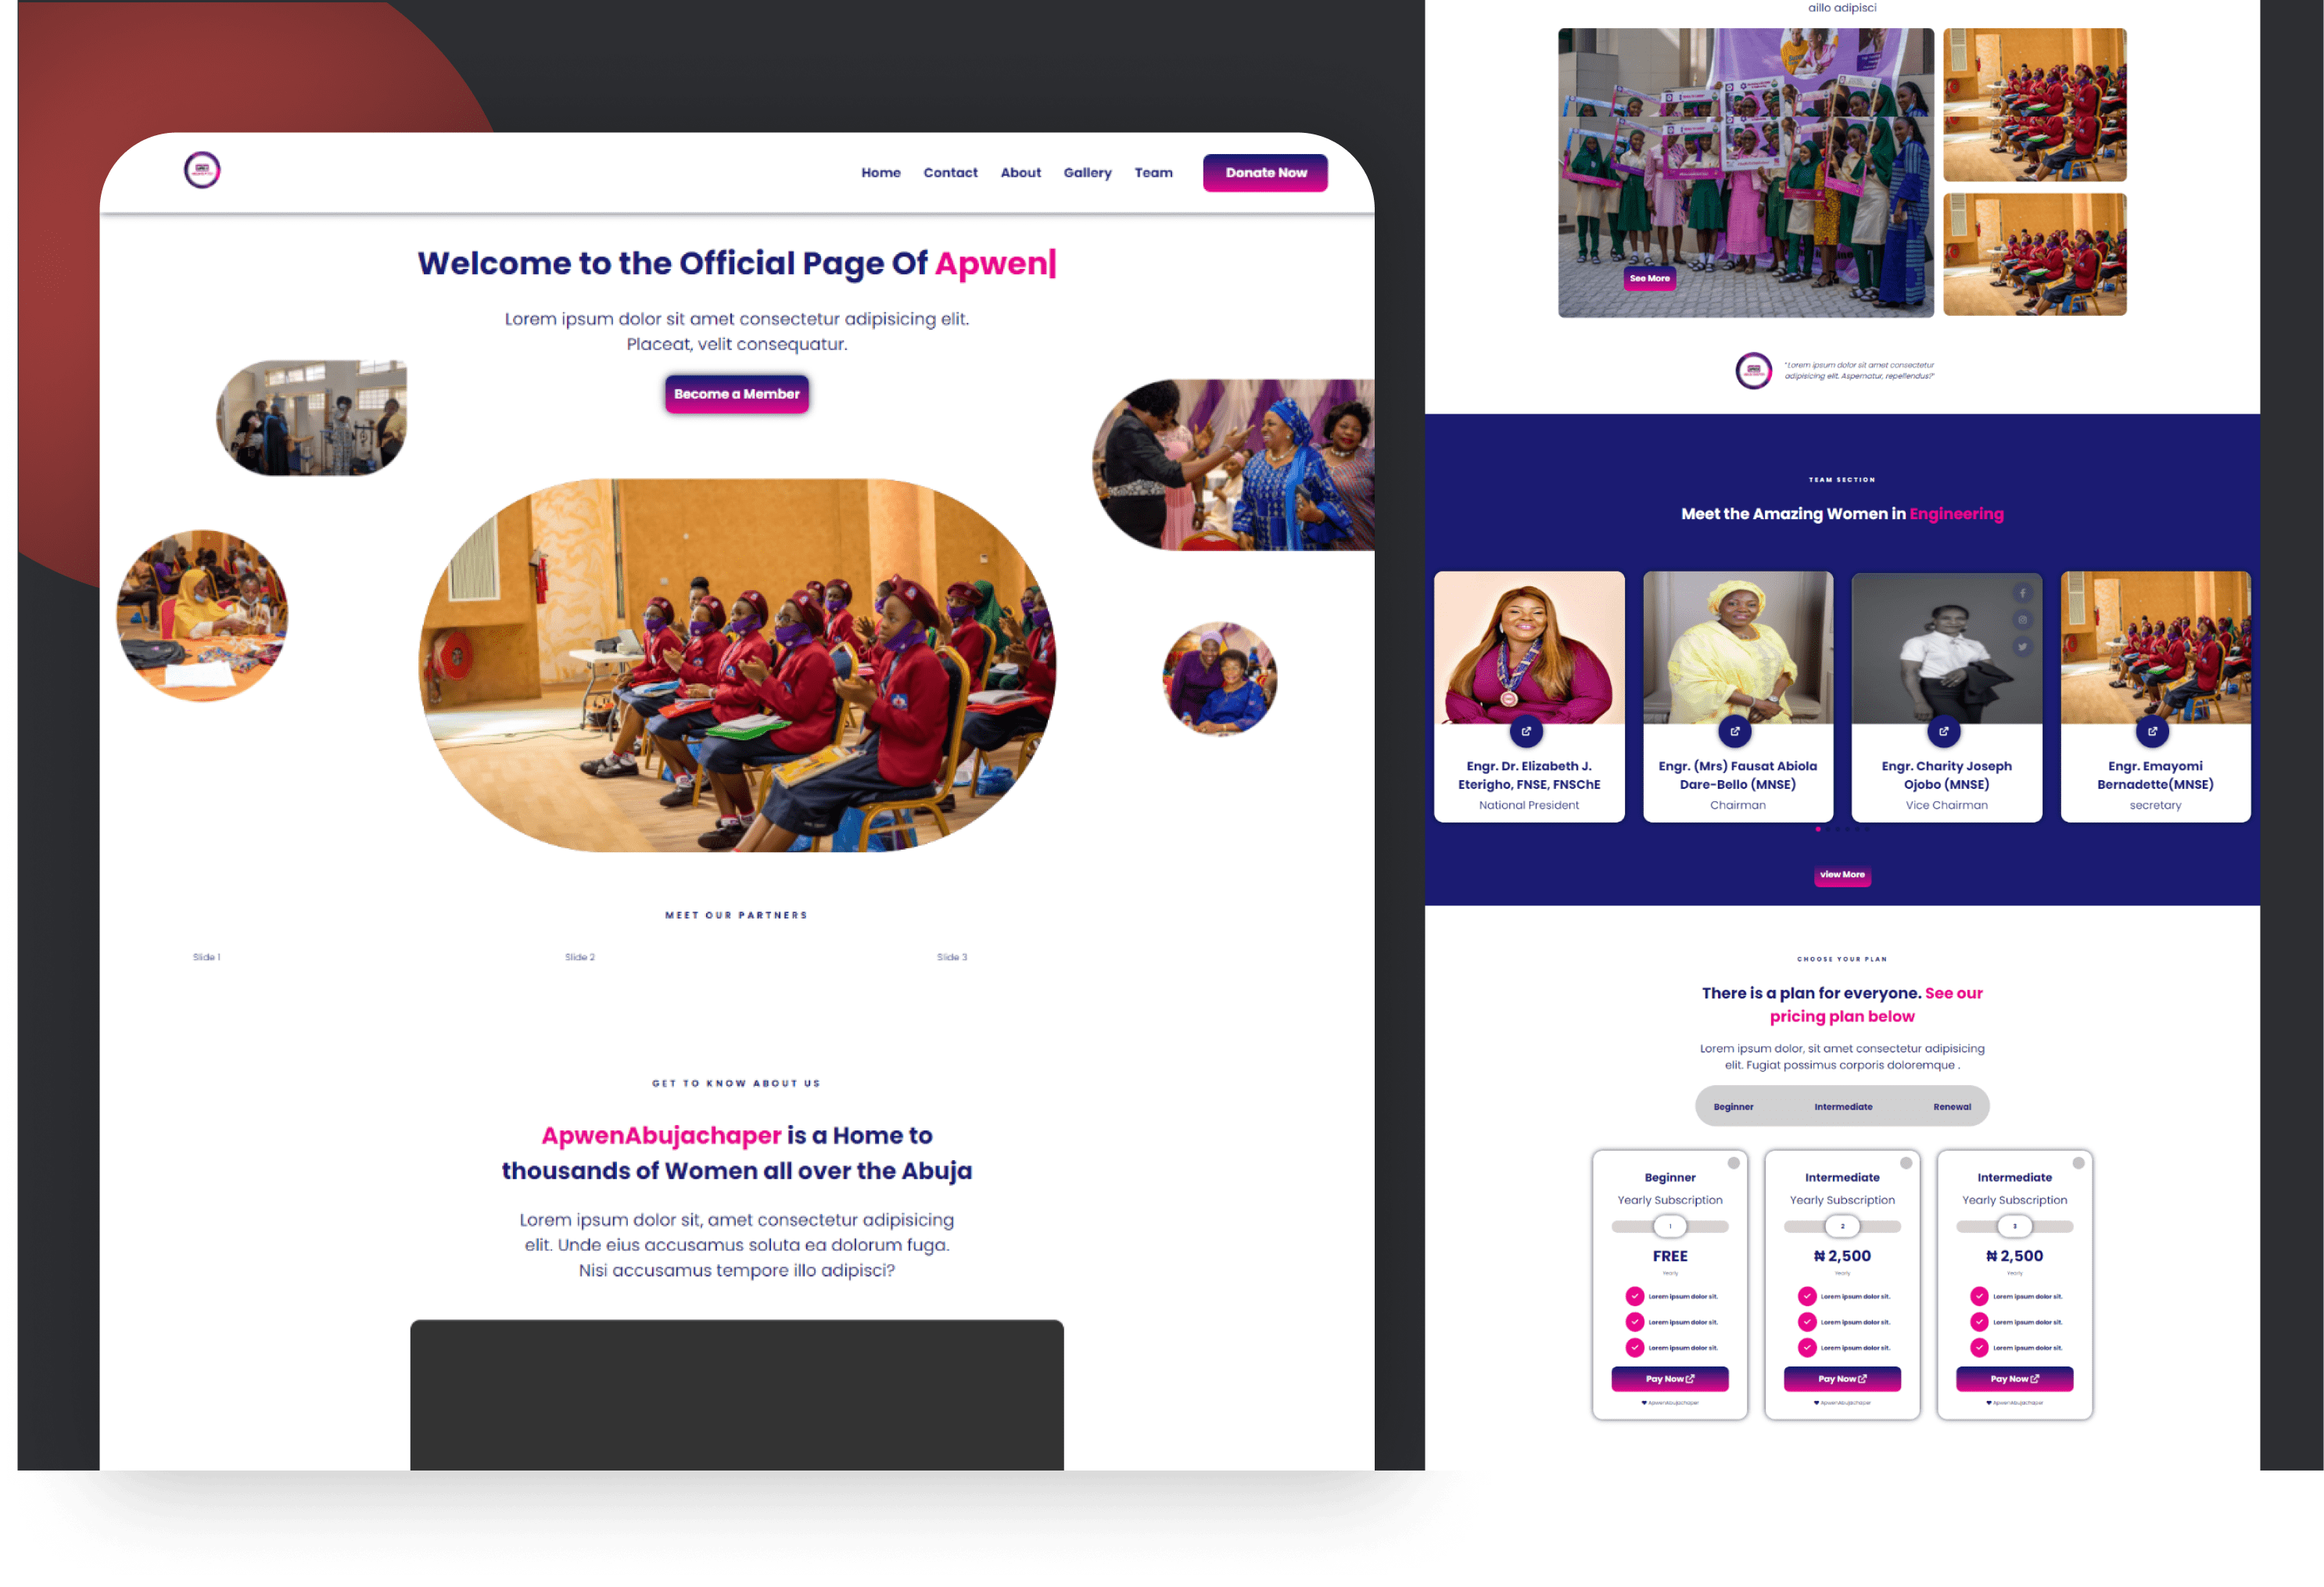 Home Contact About Gallery Team Donate Now
Welcome to the Official Page Of Apwen|
Lorem ipsum dolor sit amet consectetur adipisicing elit.
Placeat, velit consequatur.
Become a Member
MEET OUR PARTNERS
Slide 1 Slide 2 Slide 3
GET TO KNOW ABOUT US
ApwenAbujachaper is a Home to
thousands of Women all over the Abuja
Lorem ipsum dolor sit, amet consectetur adipisicing
elit. Unde eius accusamus soluta ea dolorum fuga.
Nisi accusamus tempore illo adipisci?
aillo adipisci
See More
"Lorem ipsum dolor sit amet consectetur
adipisicing elit. Aspernatur, repellendus!"
TEAM SECTION
Meet the Amazing Women in Engineering
Engr. Dr. Elizabeth J.
Eterigho, FNSE, FNSChE
National President
Engr. (Mrs) Fausat Abiola
Dare-Bello (MNSE)
Chairman
Engr. Charity Joseph
Ojobo (MNSE)
Vice Chairman
Engr. Emayomi
Bernadette(MNSE)
secretary
view More
CHOOSE YOUR PLAN
There is a plan for everyone. See our
pricing plan below
Lorem ipsum dolor, sit amet consectetur adipisicing
elit. Fugiat possimus corporis doloremque .
Beginner Intermediate Renewal
Beginner
Yearly Subscription
1
FREE
Yearly
Lorem ipsum dolor sit.
Lorem ipsum dolor sit.
Lorem ipsum dolor sit.
Pay Now
ApwenAbujachaper
Intermediate
Yearly Subscription
2
₦ 2,500
Yearly
Lorem ipsum dolor sit.
Lorem ipsum dolor sit.
Lorem ipsum dolor sit.
Pay Now
ApwenAbujachaper
Intermediate
Yearly Subscription
3
₦ 2,500
Yearly
Lorem ipsum dolor sit.
Lorem ipsum dolor sit.
Lorem ipsum dolor sit.
Pay Now
ApwenAbujachaper